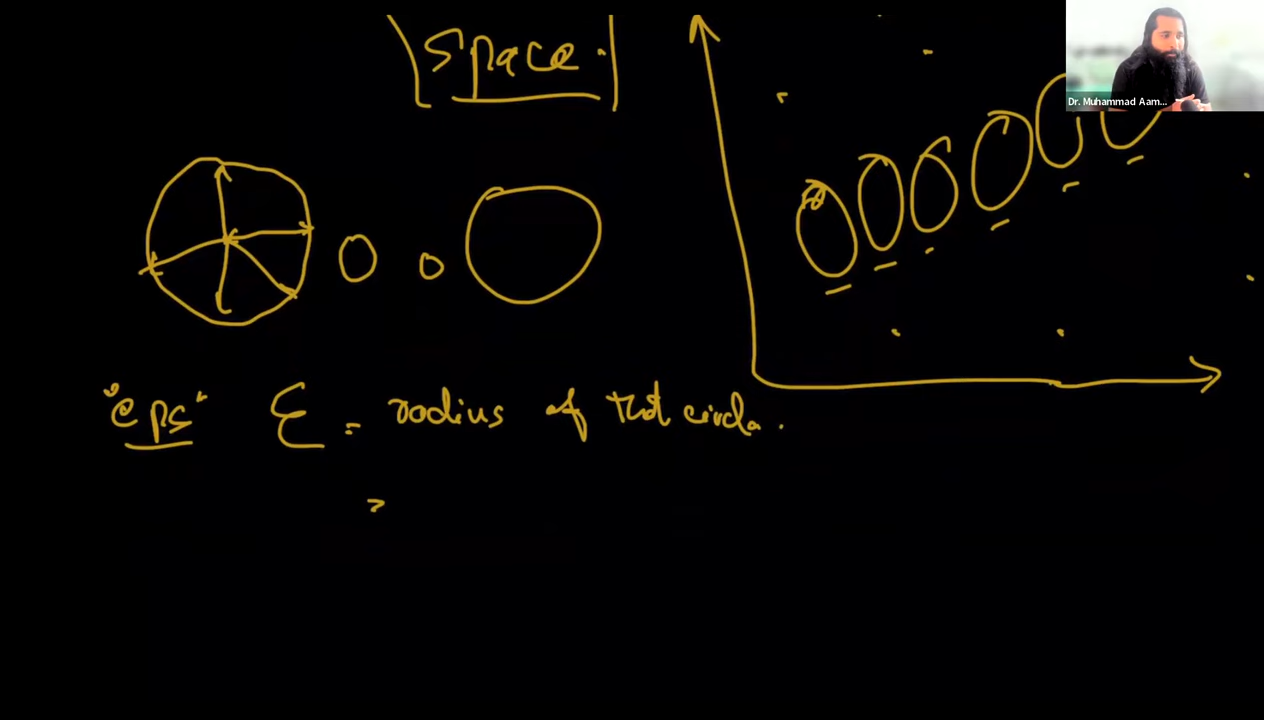 Space.
Dr. Muhammad Aam...
"eps" Ɛ = radius of that circle.
=